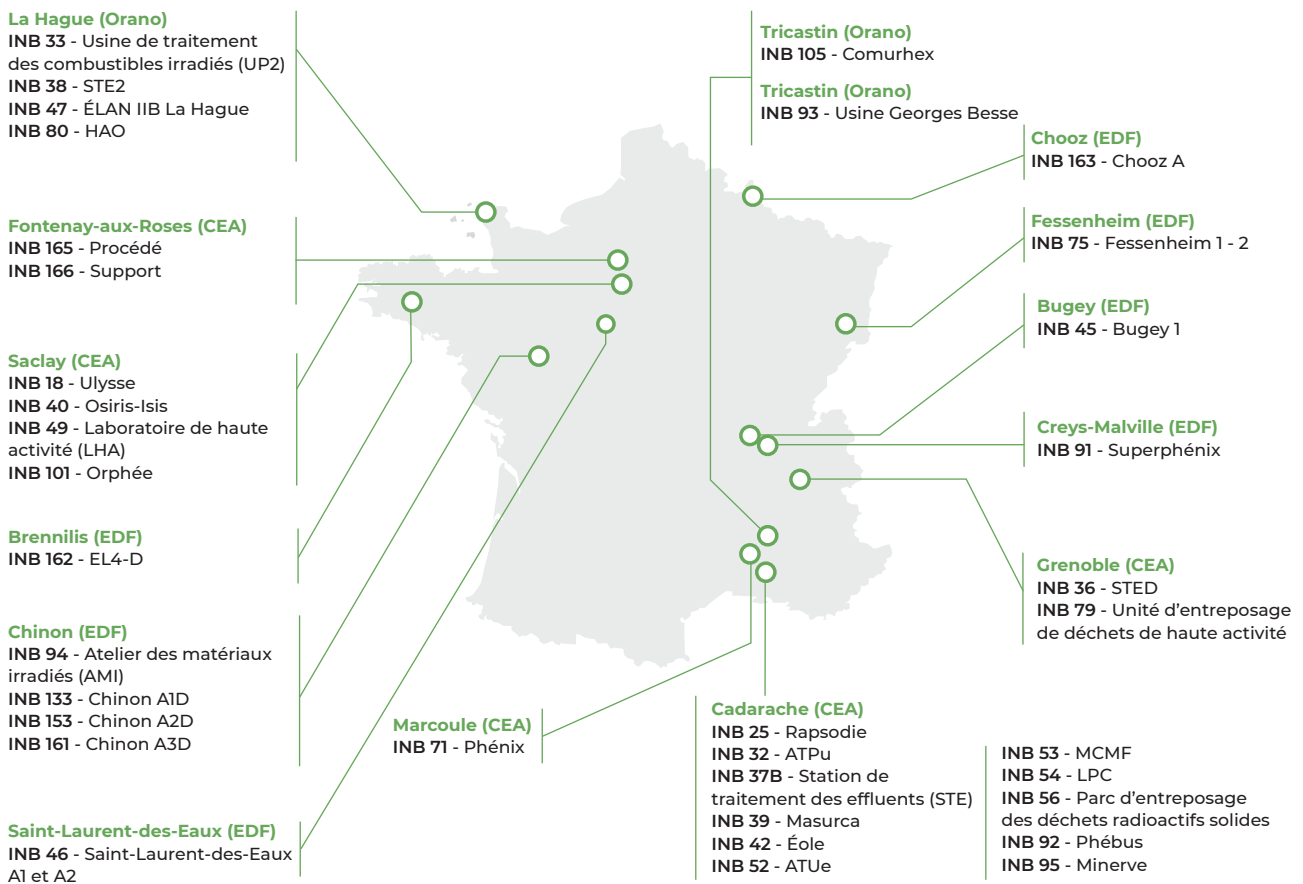 La Hague (Orano)
INB 33 - Usine de traitement
des combustibles irradiés (UP2)
INB 38 - STE2
INB 47 - ÉLAN IIB La Hague
INB 80 - HAO
Fontenay-aux-Roses (CEA)
INB 165 - Procédé
INB 166 - Support
Saclay (CEA)
INB 18 - Ulysse
INB 40 - Osiris-Isis
INB 49 - Laboratoire de haute
activité (LHA)
INB 101 - Orphée
Brennilis (EDF)
INB 162 - EL4-D
Chinon (EDF)
INB 94 - Atelier des matériaux
irradiés (AMI)
INB 133 - Chinon A1D
INB 153 - Chinon A2D
INB 161 - Chinon A3D
Saint-Laurent-des-Eaux (EDF)
INB 46 - Saint-Laurent-des-Eaux
A1 et A2
Tricastin (Orano)
INB 105 - Comurhex
Tricastin (Orano)
INB 93 - Usine Georges Besse
Chooz (EDF)
INB 163 - Chooz A
Fessenheim (EDF)
INB 75 - Fessenheim 1 - 2
Bugey (EDF)
INB 45 - Bugey 1
Creys-Malville (EDF)
INB 91 - Superphénix
Grenoble (CEA)
INB 36 - STED
INB 79 - Unité d'entreposage
de déchets de haute activité
Marcoule (CEA)
INB 71 - Phénix
Cadarache (CEA)
INB 25 - Rapsodie
INB 32 - ATPu
INB 37B - Station de
traitement des effluents (STE)
INB 39 - Masurca
INB 42 - Éole
INB 52 - ATUe
INB 53 - MCMF
INB 54 - LPC
INB 56 - Parc d'entreposage
des déchets radioactifs solides
INB 92 - Phébus
INB 95 - Minerve